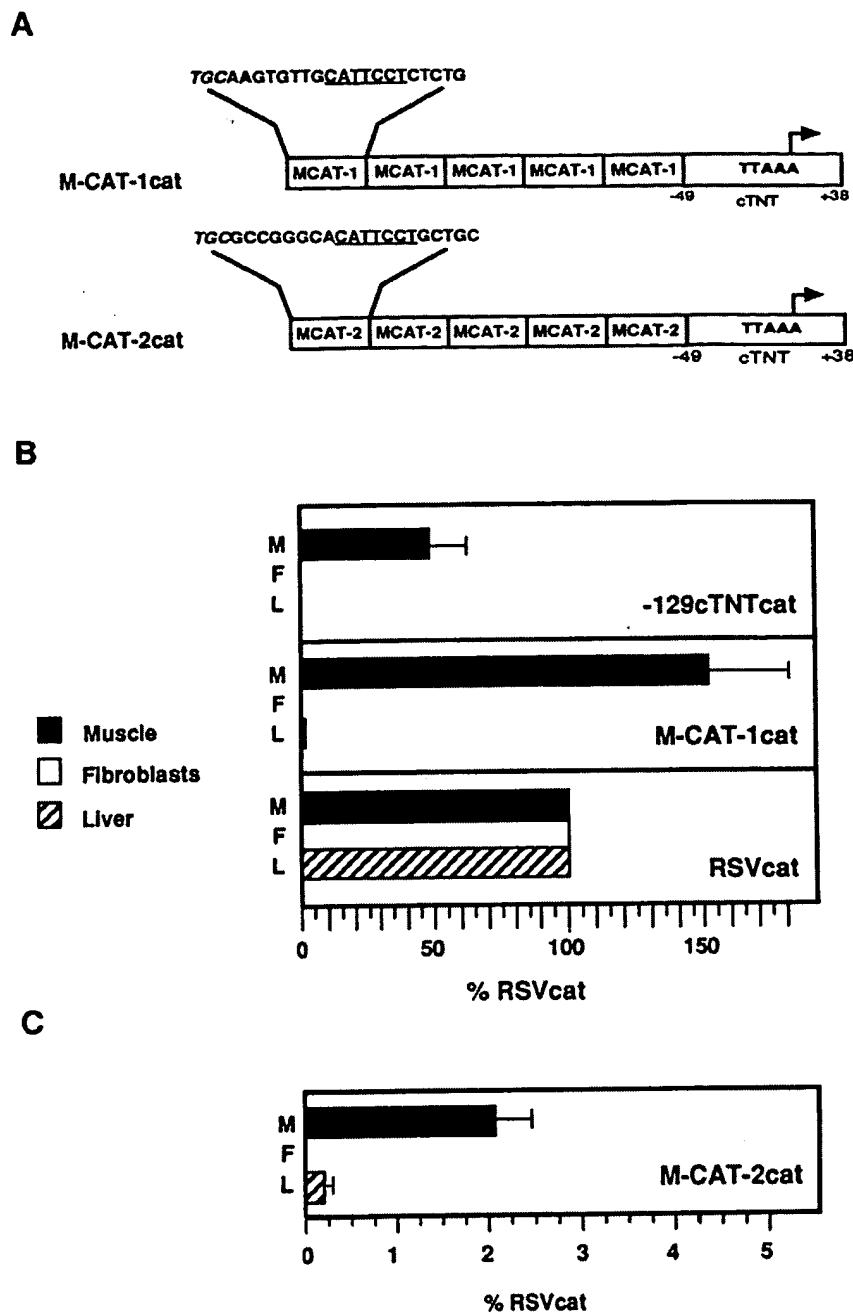 A
TGCAAGTGTTGCATTCCTCTCTG
M-CAT-1cat
MCAT-1 MCAT-1 MCAT-1 MCAT-1 MCAT-1 TTAAA
-49 cTNT +38
TGCGCCGGGCACATTCCTGCTGC
M-CAT-2cat
MCAT-2 MCAT-2 MCAT-2 MCAT-2 MCAT-2 TTAAA
-49 cTNT +38
B
M
F
L
-129cTNTcat
M
F
L
M-CAT-1cat
Muscle
Fibroblasts
Liver
M
F
L
RSVcat
0 50 100 150
% RSVcat
C
M
F
L
M-CAT-2cat
0 1 2 3 4 5
% RSVcat